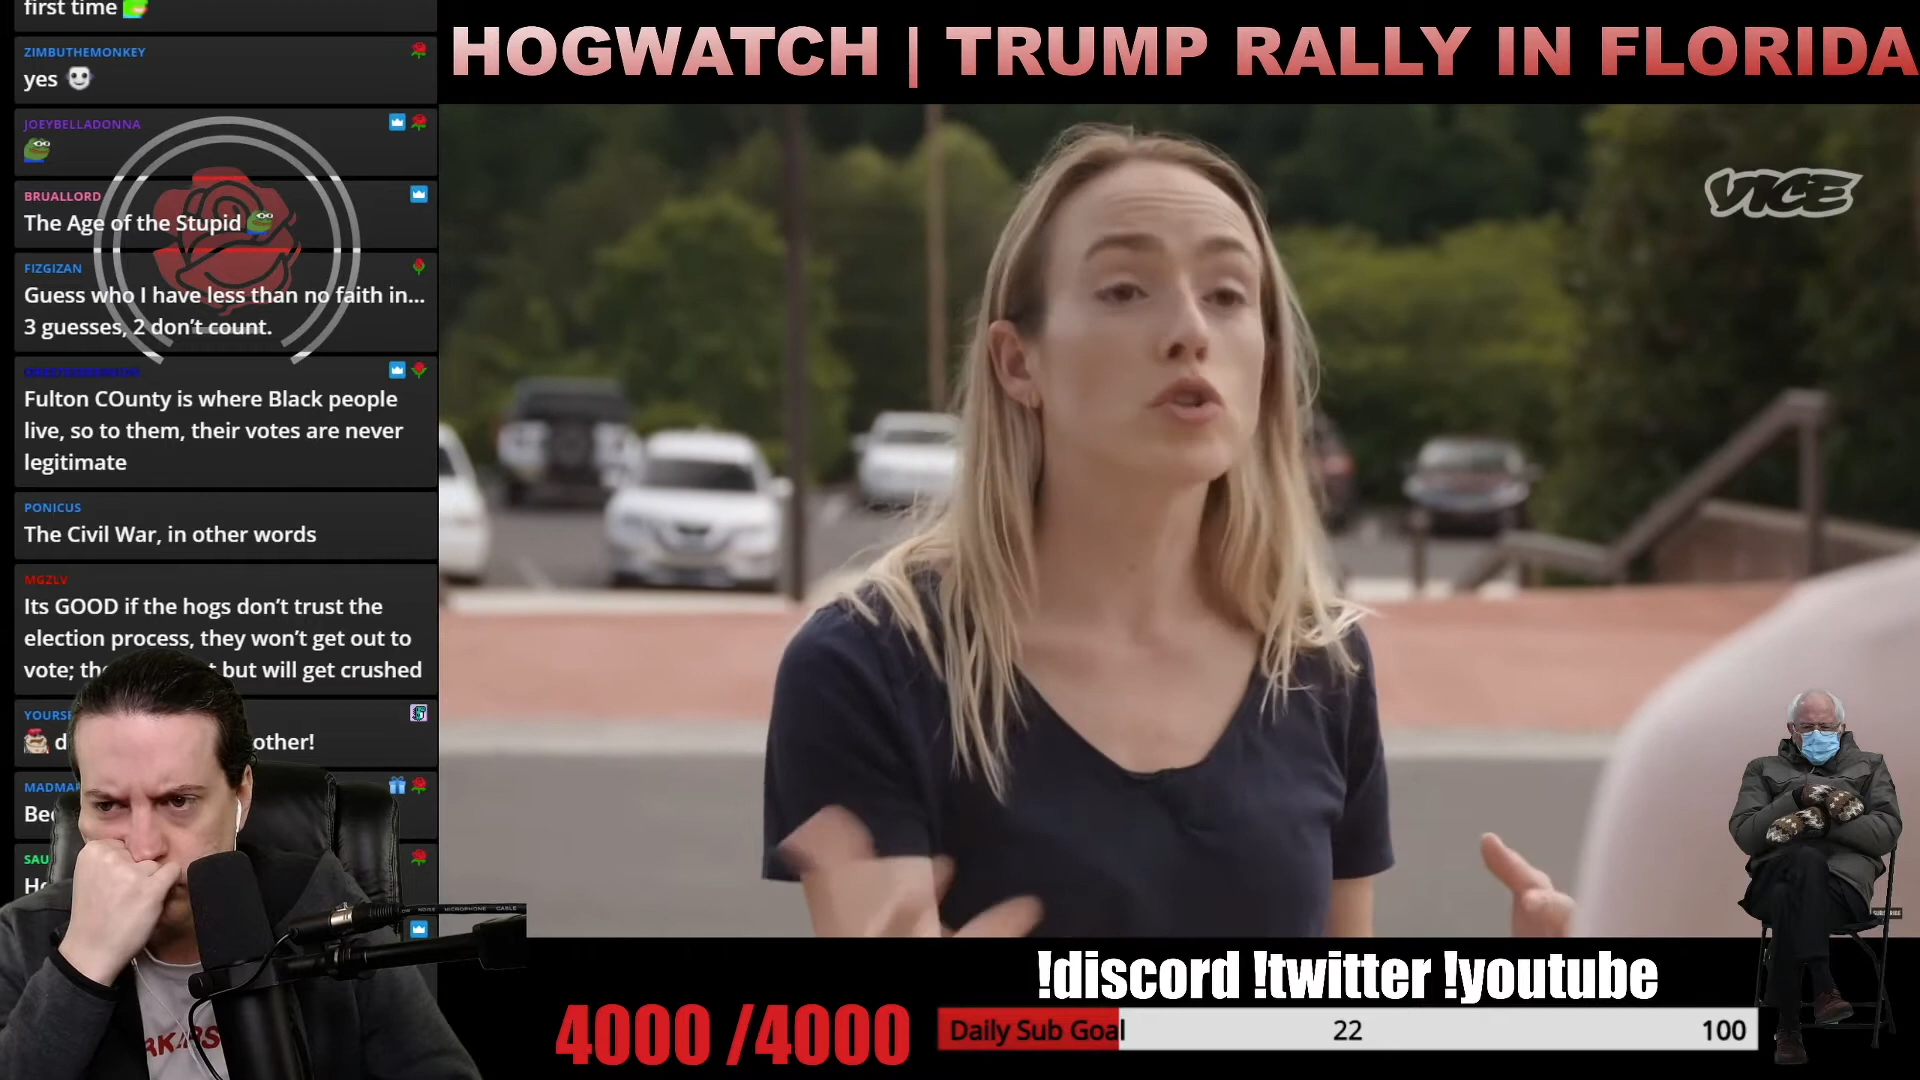 first time
ZIMBUTHEMONKEY
yes
JOEYBELLADONNA
BRUALLORD
The Age of the Stupid
FIZGIZAN
Guess who I have less than no faith in...
3 guesses, 2 don't count.
Fulton COunty is where Black people
live, so to them, their votes are never
legitimate
PONICUS
The Civil War, in other words
MGZLV
Its GOOD if the hogs don't trust the
election process, they won't get out to
vote; but will get crushed
other!
HOGWATCH | TRUMP RALLY IN FLORIDA
VICE
!discord !twitter !youtube
4000 /4000
Daily Sub Goal 22 100